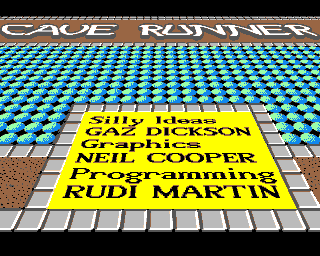 CAVE RUNNER
Silly Ideas
GAZ DICKSON
Graphics
NEIL COOPER
Programming
RUDI MARTIN